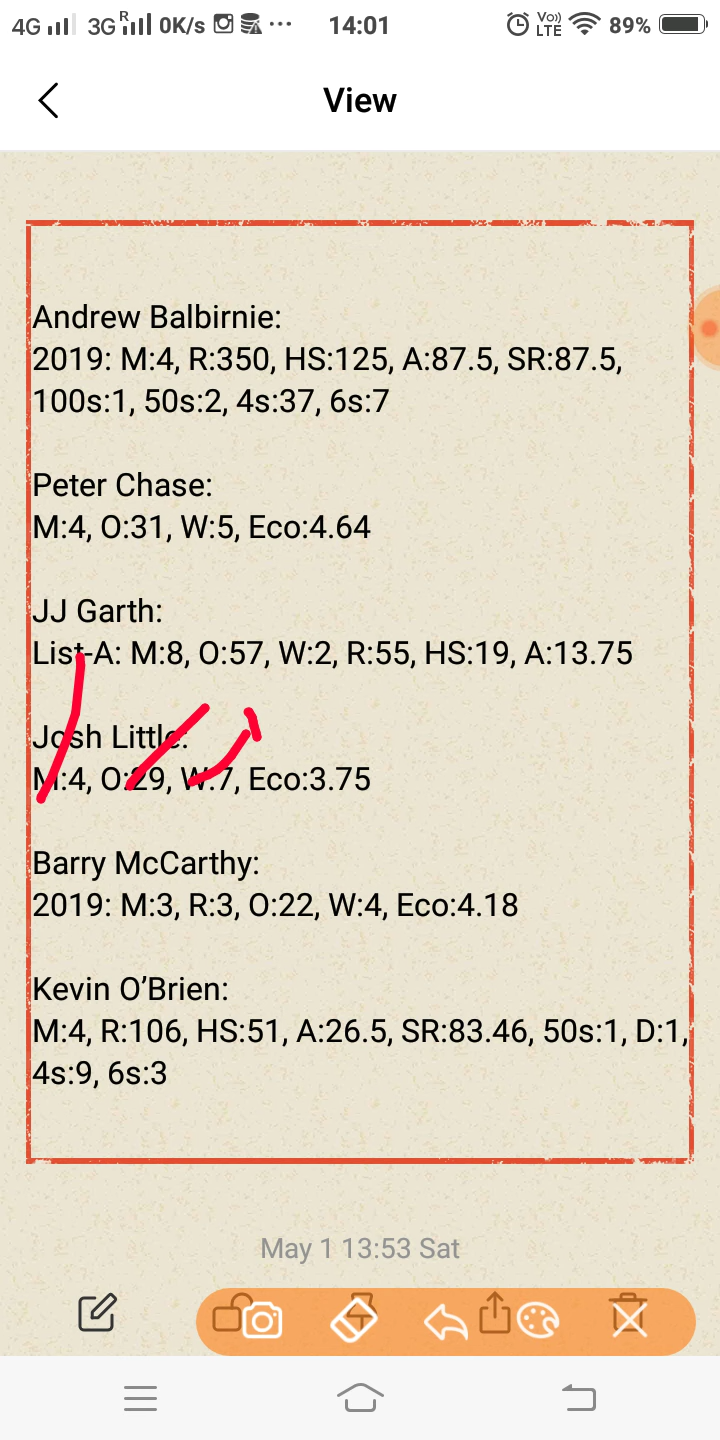 4G 3G R 0K/s ··· 14:01 Vo)) LTE 89%
View
Andrew Balbirnie:
2019: M:4, R:350, HS:125, A:87.5, SR:87.5,
100s:1, 50s:2, 4s:37, 6s:7
Peter Chase:
M:4, O:31, W:5, Eco:4.64
JJ Garth:
List-A: M:8, O:57, W:2, R:55, HS:19, A:13.75
Josh Little:
M:4, O:29, W:7, Eco:3.75
Barry McCarthy:
2019: M:3, R:3, O:22, W:4, Eco:4.18
Kevin O’Brien:
M:4, R:106, HS:51, A:26.5, SR:83.46, 50s:1, D:1,
4s:9, 6s:3
May 1 13:53 Sat